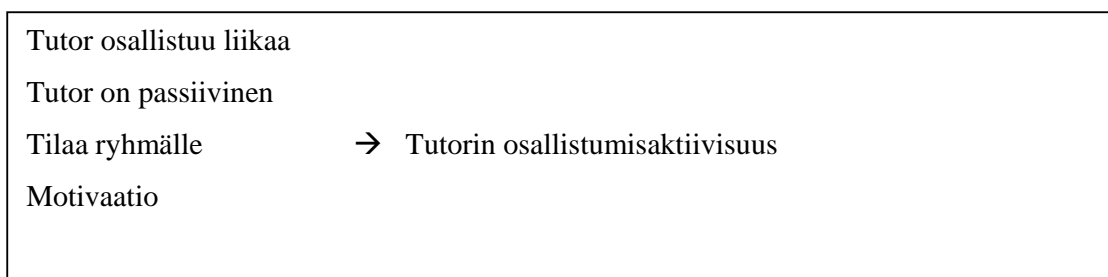 Tutor osallistuu liikaa
Tutor on passiivinen
Tilaa ryhmälle → Tutorin osallistumisaktiivisuus
Motivaatio